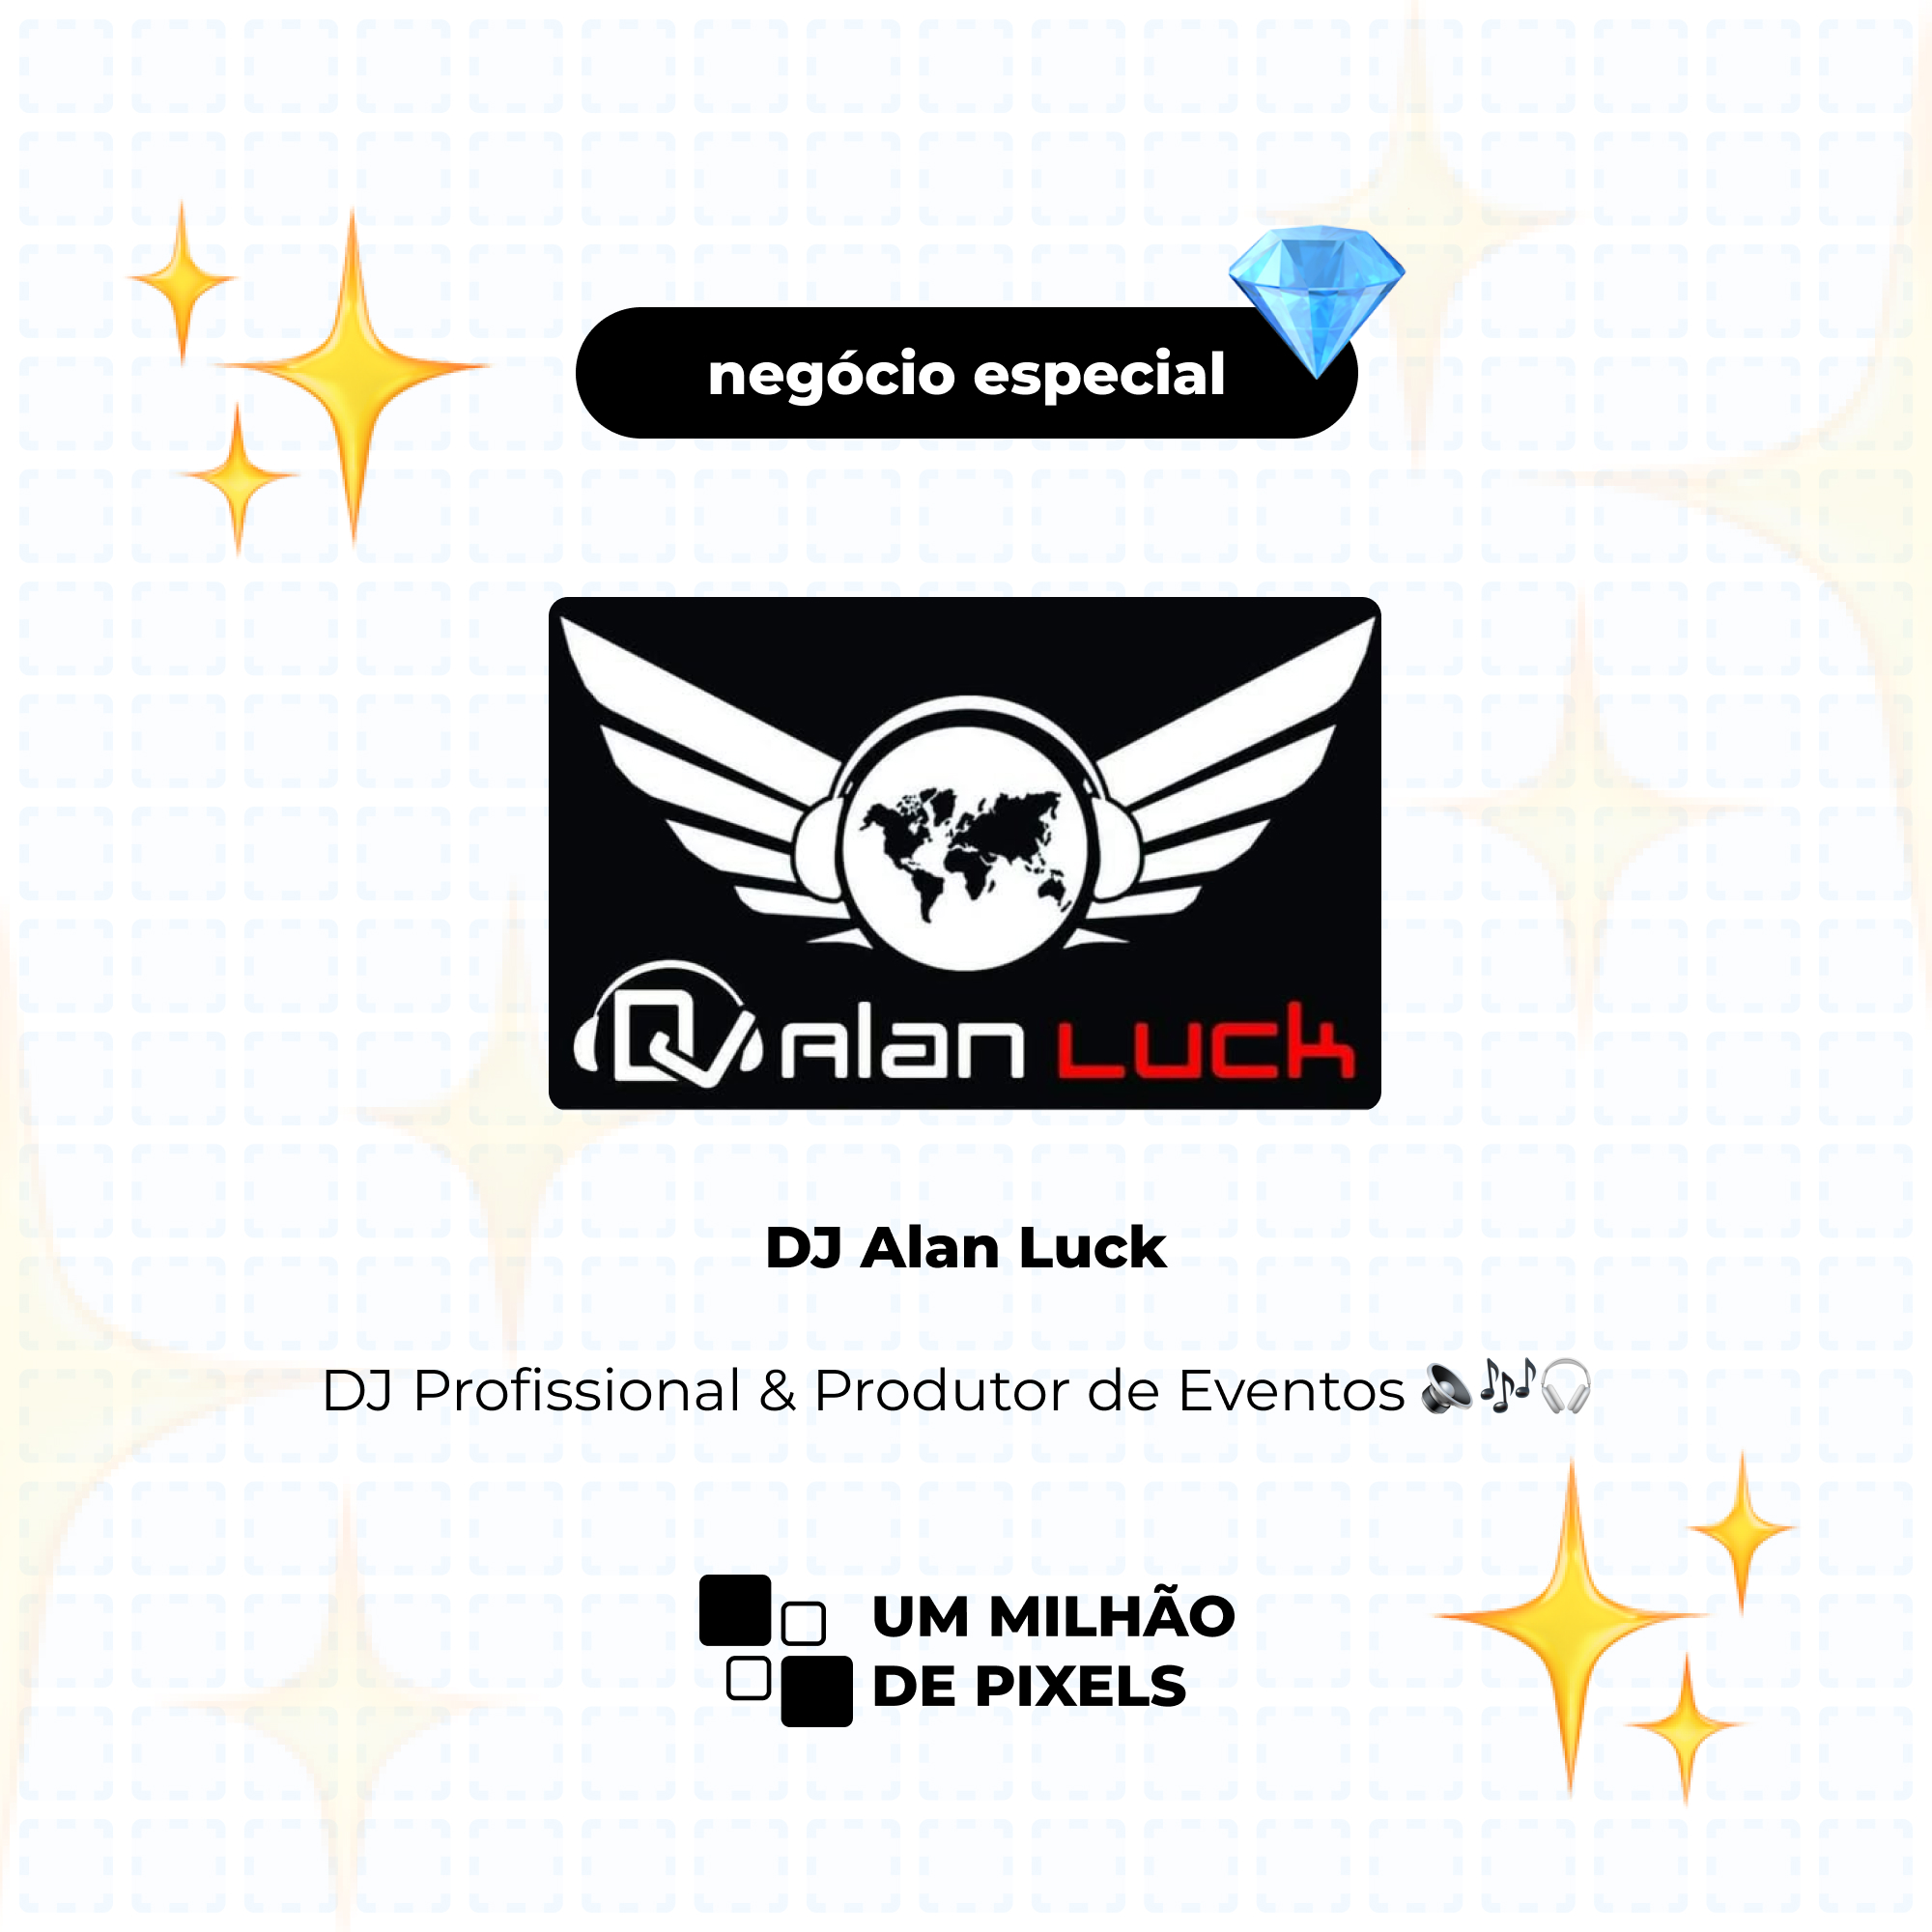 negócio especial
DJ alan Luck
DJ Alan Luck
DJ Profissional & Produtor de Eventos 🔈🎶🎧
UM MILHÃO
DE PIXELS